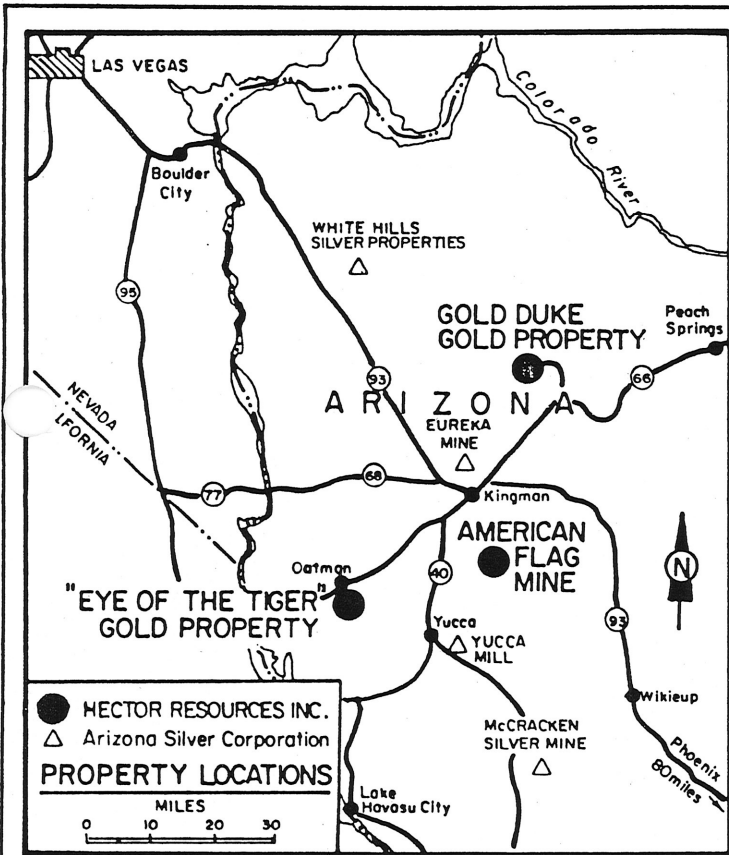 LAS VEGAS
Colorado
River
Boulder
City
WHITE HILLS
SILVER PROPERTIES
GOLD DUKE
GOLD PROPERTY
Peach
Springs
95
93
66
NEVADA
LFORNIA
ARIZONA
EUREKA
MINE
68
77
Kingman
AMERICAN
FLAG
MINE
N
Oatman
40
"EYE OF THE TIGER"
GOLD PROPERTY
93
Yucca
YUCCA
MILL
Wikieup
HECTOR RESOURCES INC.
Arizona Silver Corporation
McCRACKEN
SILVER MINE
Phoenix
80 miles
PROPERTY LOCATIONS
MILES
0 10 20 30
Lake
Havasu City